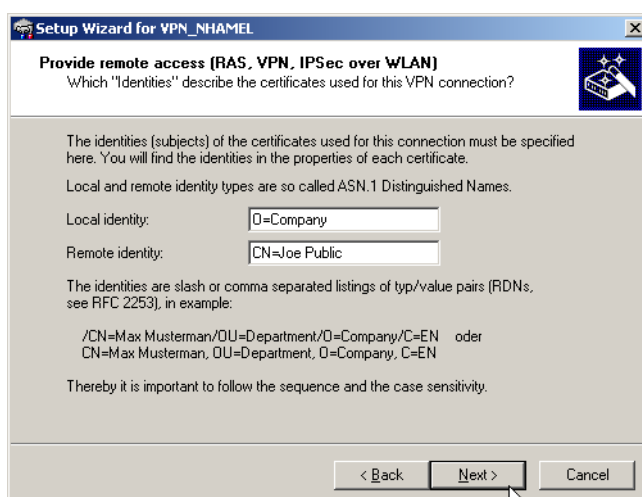 Setup Wizard for VPN_NHAMEL
Provide remote access (RAS, VPN, IPSec over WLAN)
Which "Identities" describe the certificates used for this VPN connection?
The identities (subjects) of the certificates used for this connection must be specified
here. You will find the identities in the properties of each certificate.
Local and remote identity types are so called ASN.1 Distinguished Names.
Local identity: O=Company
Remote identity: CN=Joe Public
The identities are slash or comma separated listings of typ/value pairs (RDNs,
see RFC 2253), in example:
/CN=Max Musterman/OU=Department/O=Company/C=EN oder
CN=Max Musterman, OU=Department, O=Company, C=EN
Thereby it is important to follow the sequence and the case sensitivity.
< Back Next > Cancel